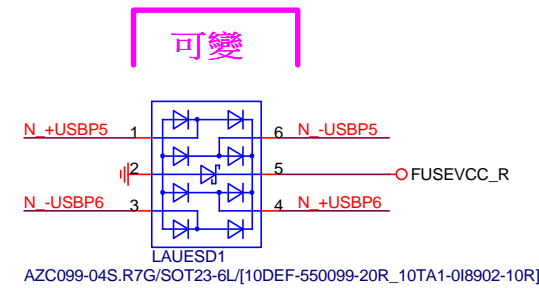 可變
N_+USBP5 1 6 N_-USBP5
2 5 FUSEVCC_R
N_-USBP6 3 4 N_+USBP6
LAUESD1
AZC099-04S.R7G/SOT23-6L/[10DEF-550099-20R_10TA1-0I8902-10R]